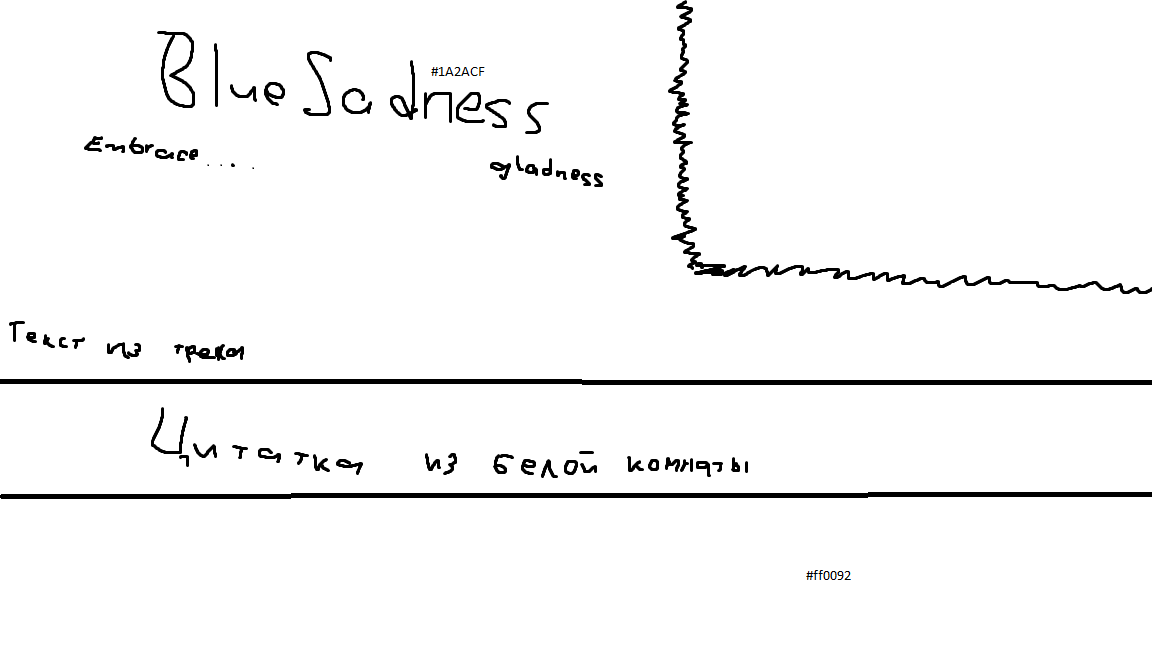 BlueSadness
#1A2ACF
Embrace....
gladness
Текст из трека
Цитатка из белой комнаты
#ff0092